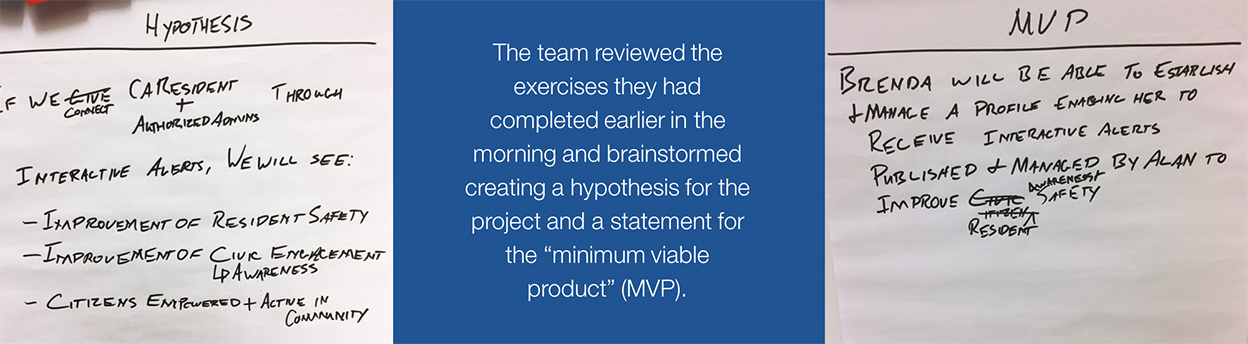 HYPOTHESIS
IF WE GIVE CA RESIDENT THROUGH
CONNECT +
AUTHORIZED ADMINS
INTERACTIVE ALERTS, WE WILL SEE:
- IMPROVEMENT OF RESIDENT SAFETY
- IMPROVEMENT OF CIVIC ENGAGEMENT
↳ AWARENESS
- CITIZENS EMPOWERED + ACTIVE IN
COMMUNITY
The team reviewed the
exercises they had
completed earlier in the
morning and brainstormed
creating a hypothesis for the
project and a statement for
the “minimum viable
product” (MVP).
MVP
BRENDA WILL BE ABLE TO ESTABLISH
+ MANAGE A PROFILE ENABLING HER TO
RECEIVE INTERACTIVE ALERTS
PUBLISHED + MANAGED BY ALAN TO
AWARENESS +
IMPROVE CIVIC SAFETY
CITIZEN
RESIDENT